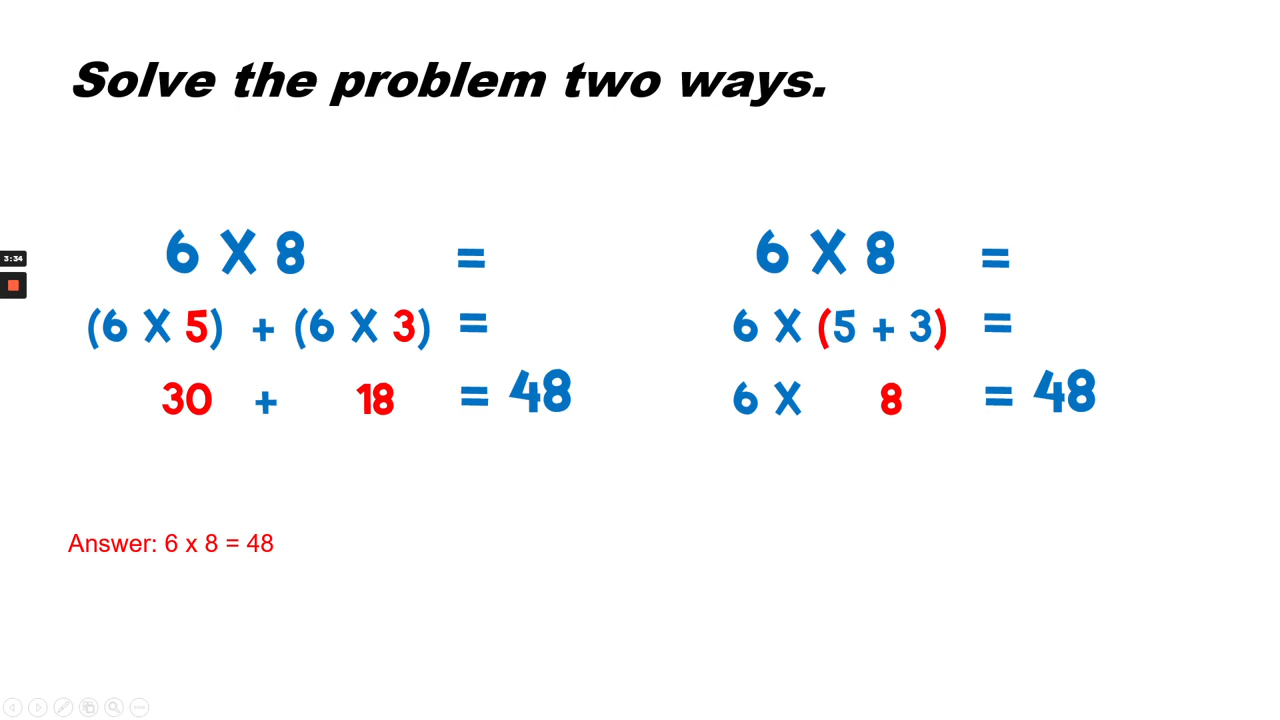 Solve the problem two ways.
6 X 8 =
(6 X 5) + (6 X 3) =
30 + 18 = 48
6 X 8 =
6 X (5 + 3) =
6 X 8 = 48
3:34
Answer: 6 x 8 = 48